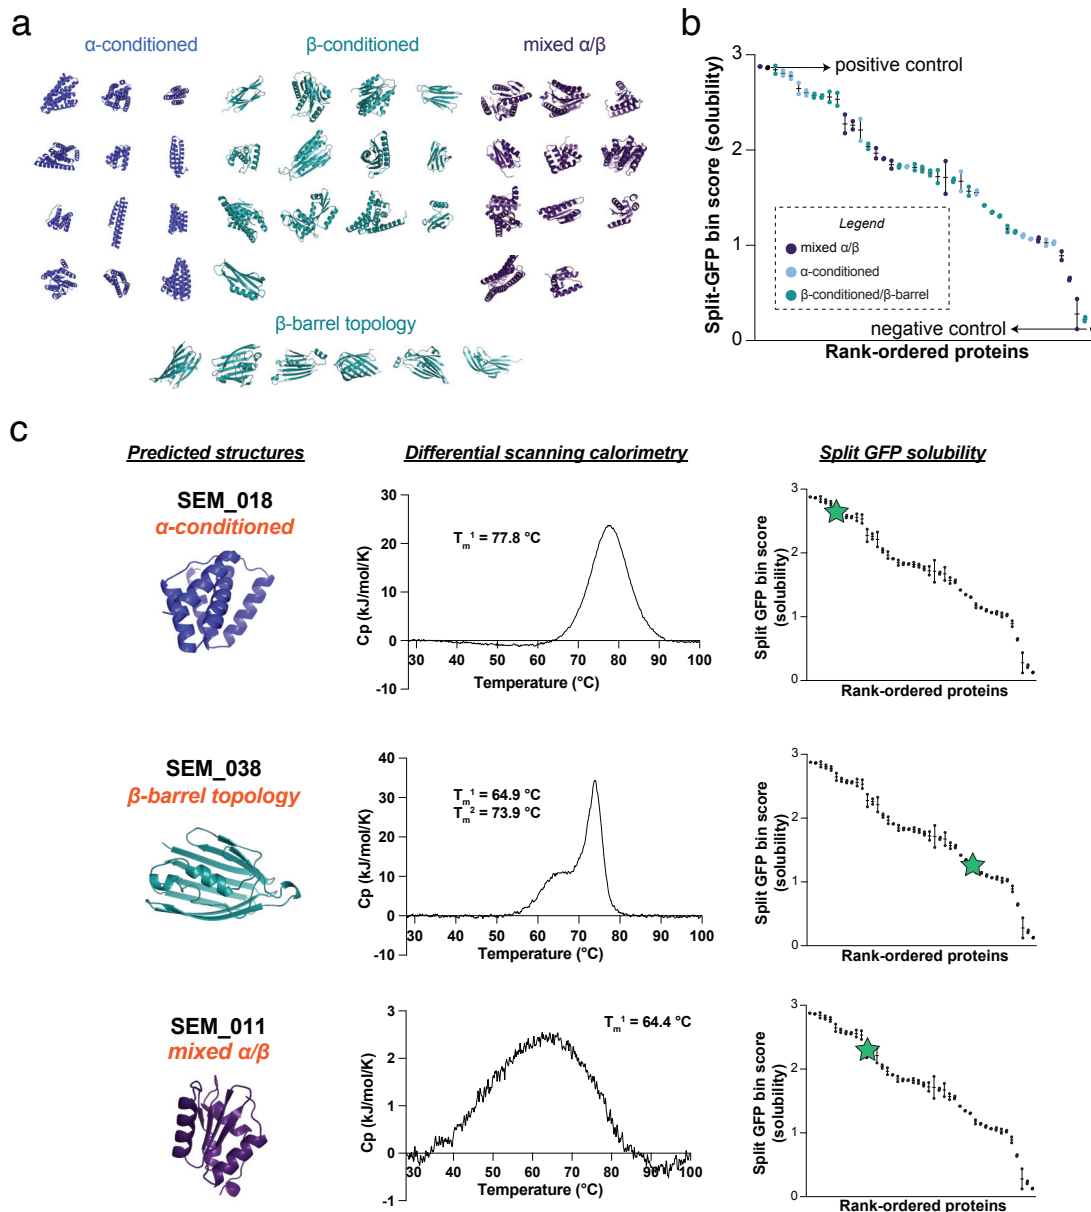 a
α-conditioned
β-conditioned
mixed α/β
β-barrel topology
b
Split-GFP bin score (solubility)
3
2
1
0
positive control
Legend
mixed α/β
α-conditioned
β-conditioned/β-barrel
negative control
Rank-ordered proteins
c
Predicted structures
Differential scanning calorimetry
Split GFP solubility
SEM_018
α-conditioned
Cp (kJ/mol/K)
30
20
10
0
-10
Tm1 = 77.8 °C
30 40 50 60 70 80 90 100
Temperature (°C)
Split GFP bin score
(solubility)
3
2
1
0
Rank-ordered proteins
SEM_038
β-barrel topology
Cp (kJ/mol/K)
40
30
20
10
0
-10
Tm1 = 64.9 °C
Tm2 = 73.9 °C
30 40 50 60 70 80 90 100
Temperature (°C)
Split GFP bin score
(solubility)
3
2
1
0
Rank-ordered proteins
SEM_011
mixed α/β
Cp (kJ/mol/K)
3
2
1
0
-1
Tm1 = 64.4 °C
30 40 50 60 70 80 90 100
Temperature (°C)
Split GFP bin score
(solubility)
3
2
1
0
Rank-ordered proteins